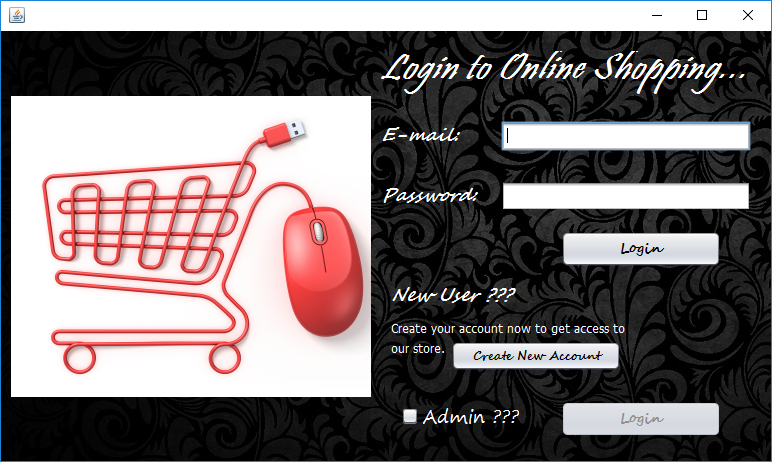 Login to Online Shopping...
E-mail:
Password:
Login
New User ???
Create your account now to get access to
our store.
Create New Account
Admin ???
Login